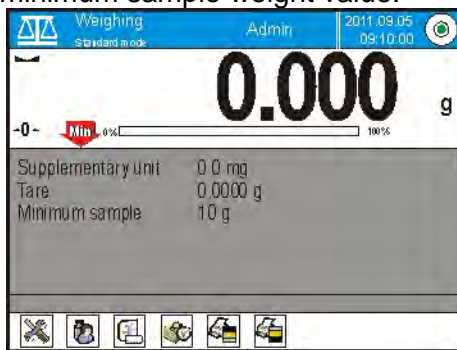 minimum sample weight value.
Weighing
Standard mode
Admin
2011.09.05
09:10:00
0.000
g
-0-
Min
0%
100%
Supplementary unit 0.0 mg
Tare 0.0000 g
Minimum sample 10 g